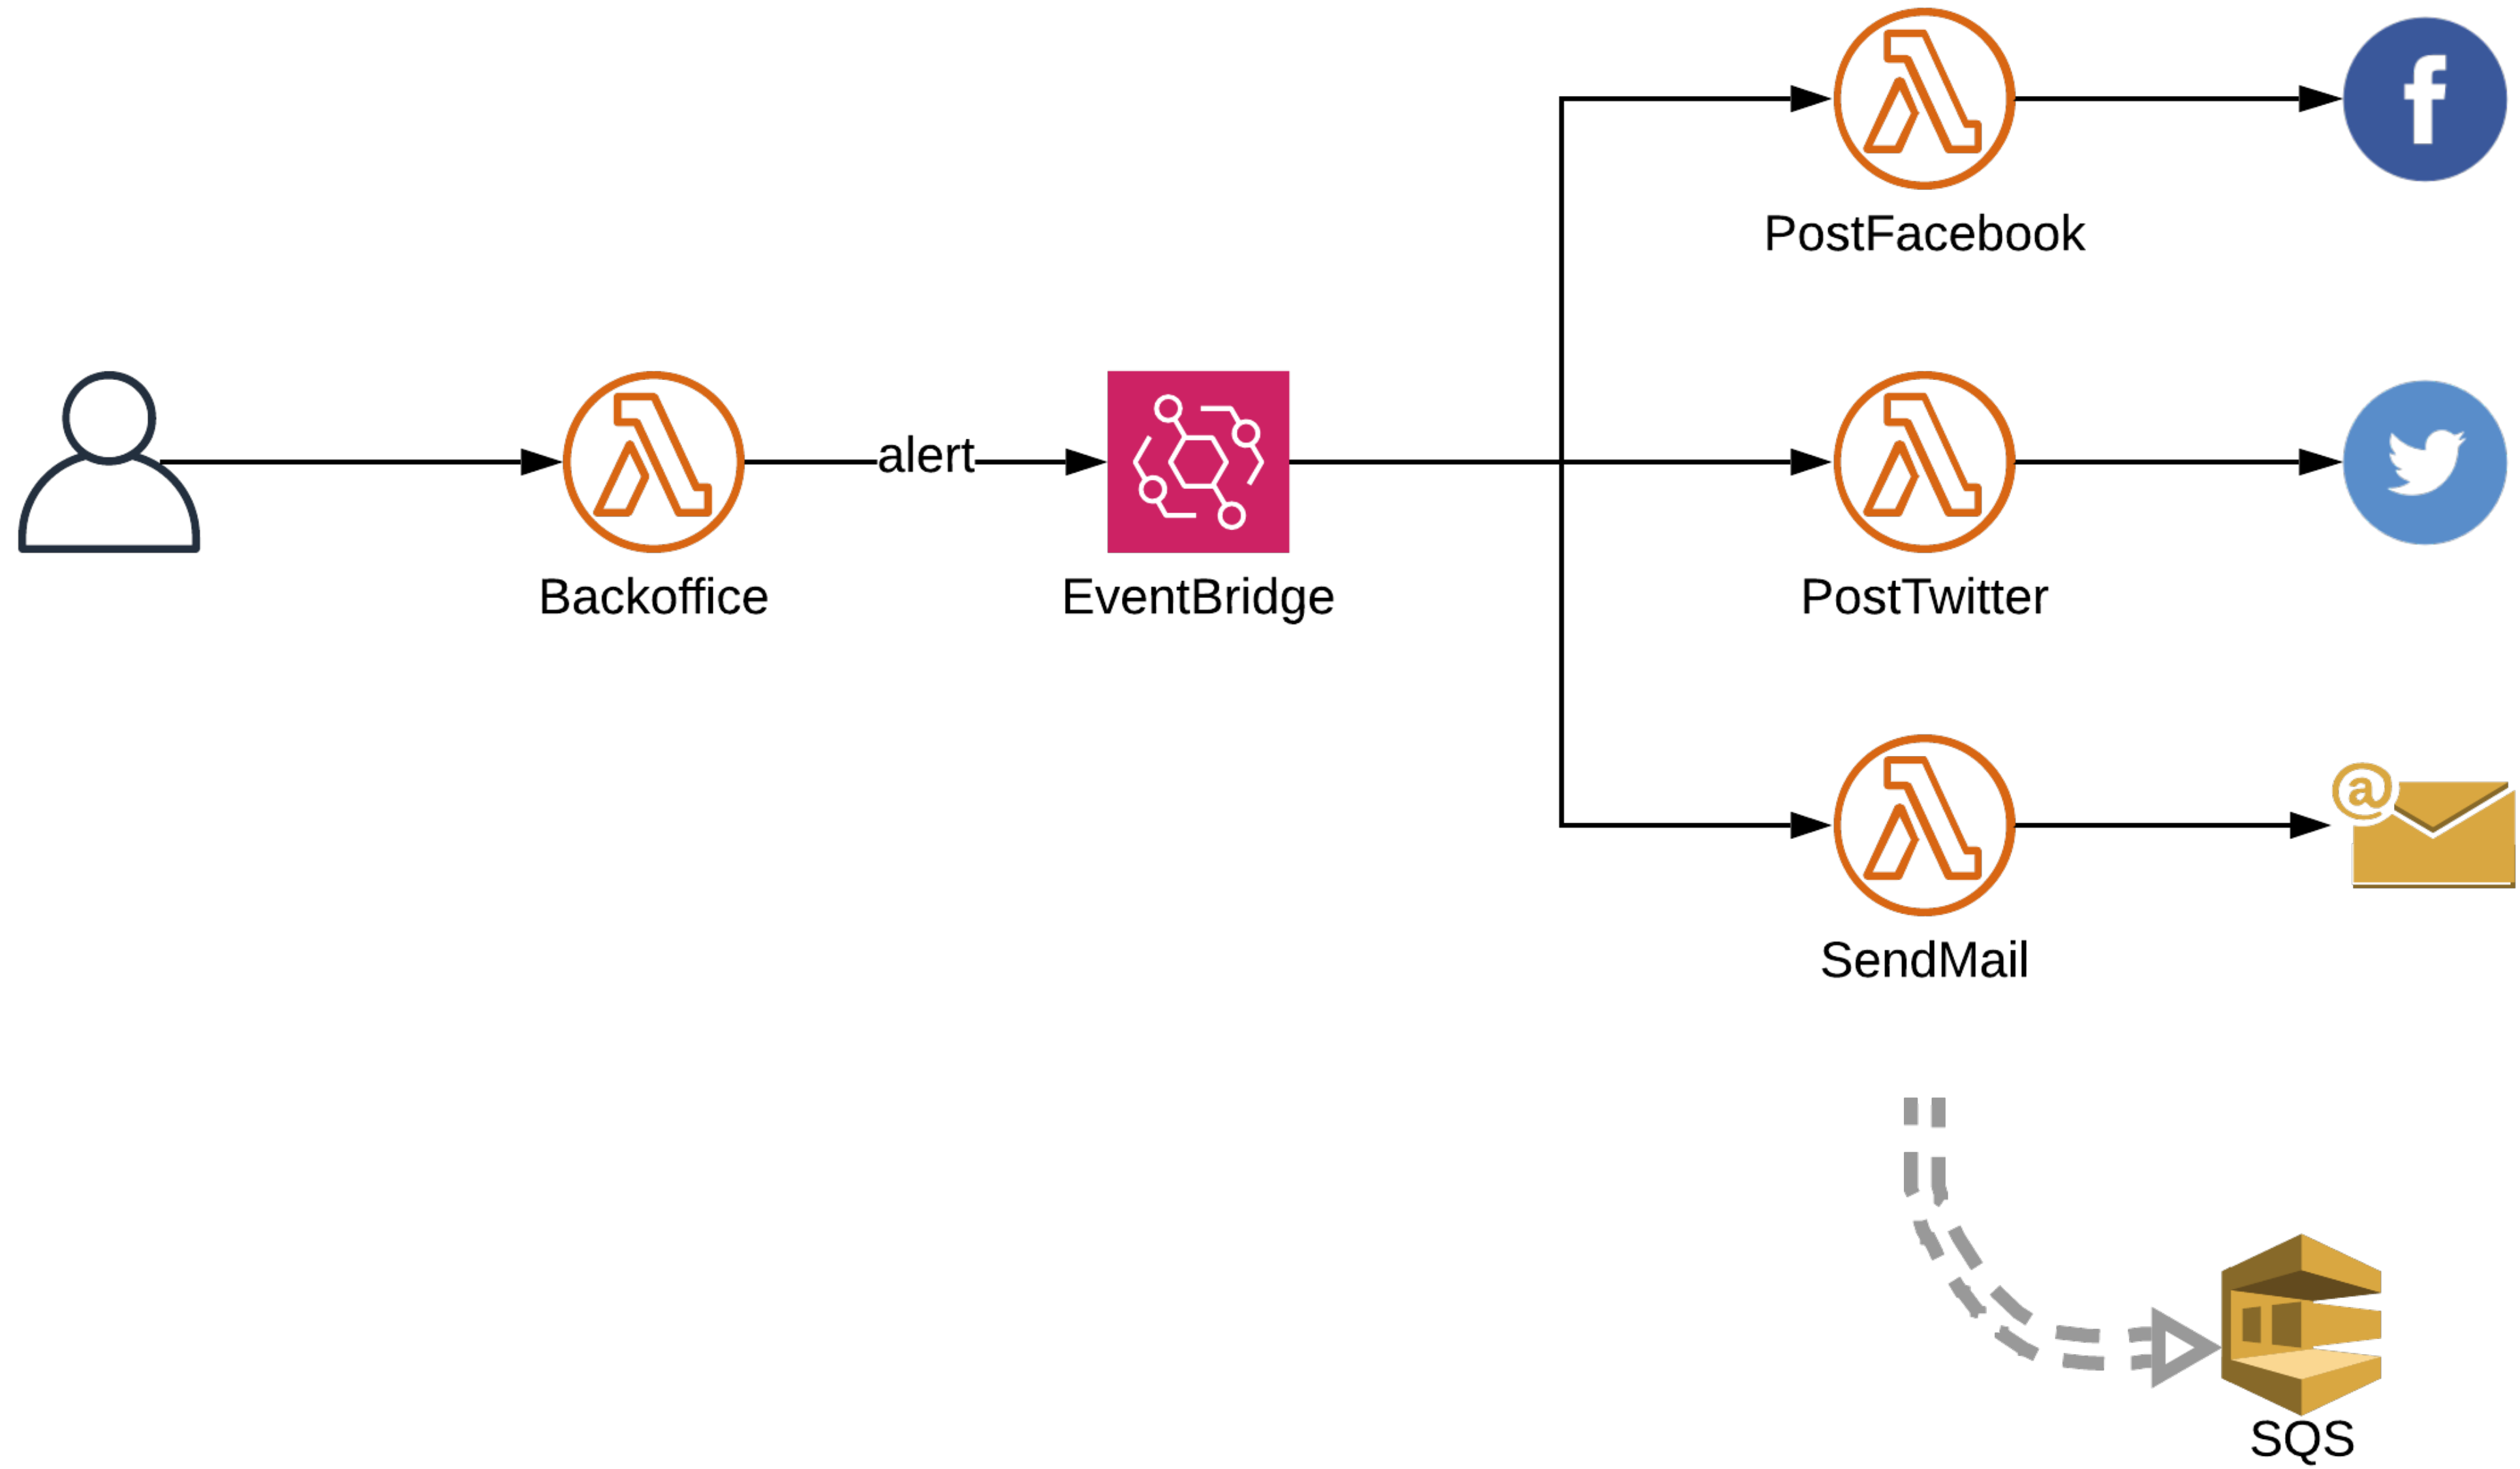 PostFacebook
alert
Backoffice
EventBridge
PostTwitter
@
SendMail
SQS